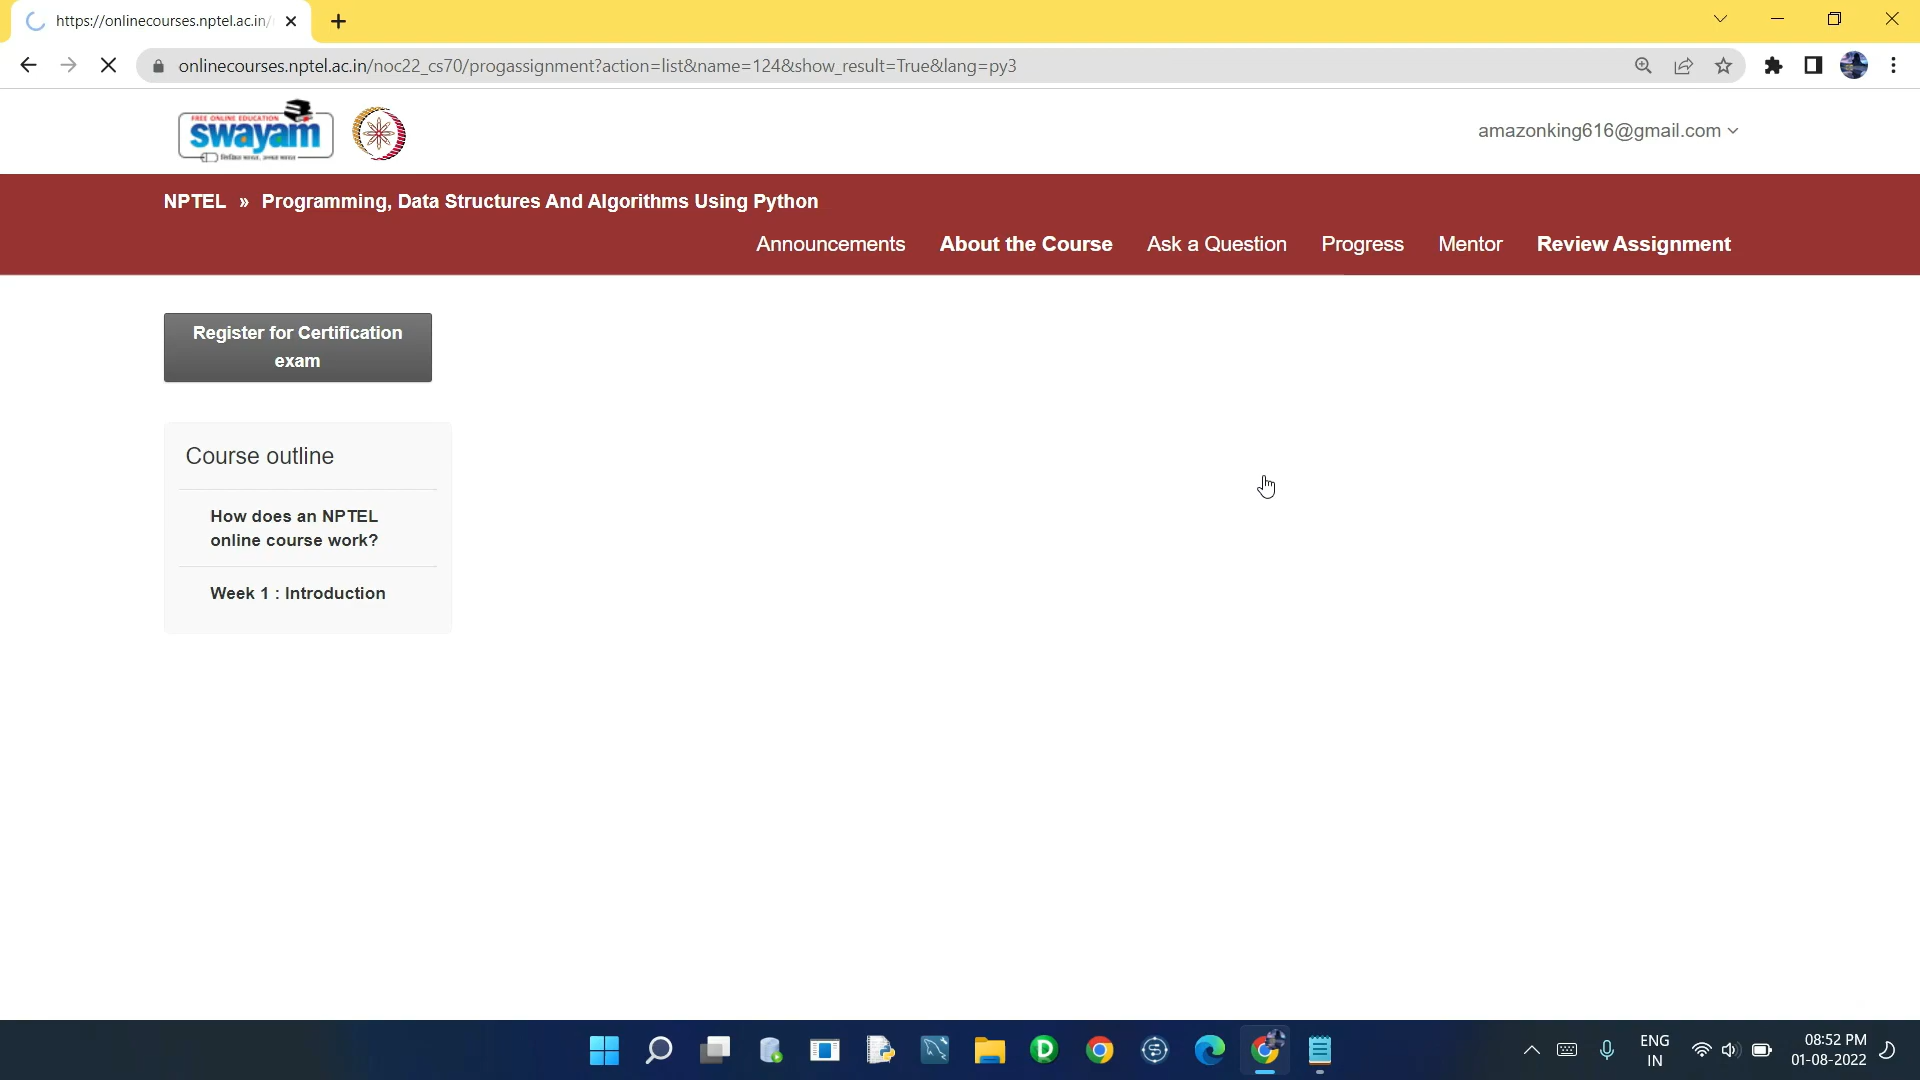 https://onlinecourses.nptel.ac.in/
onlinecourses.nptel.ac.in/noc22_cs70/progassignment?action=list&name=124&show_result=True&lang=py3
FREE ONLINE EDUCATION
swayam
amazonking616@gmail.com
NPTEL » Programming, Data Structures And Algorithms Using Python
Announcements About the Course Ask a Question Progress Mentor Review Assignment
Register for Certification
exam
Course outline
How does an NPTEL
online course work?
Week 1 : Introduction
ENG
IN
08:52 PM
01-08-2022